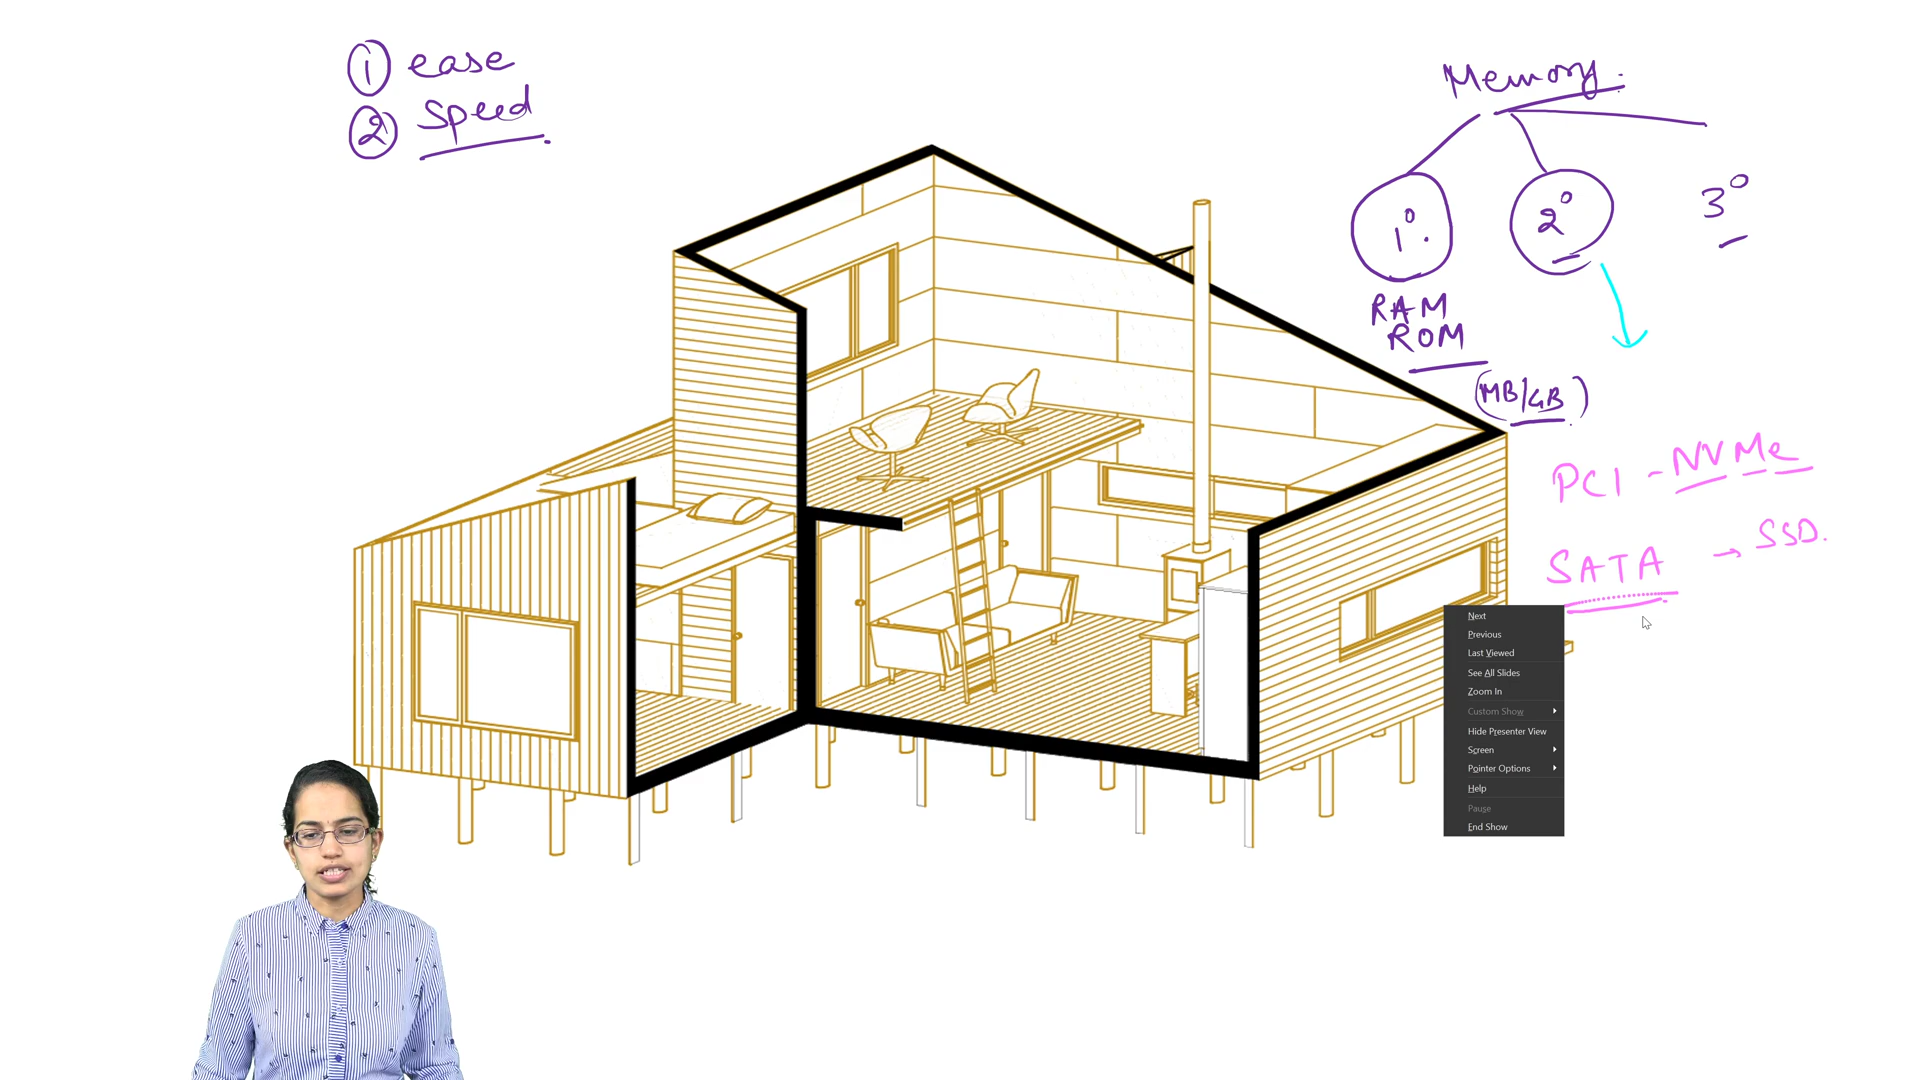 ① ease
② speed
Memory.
1°.
2°
3°
RAM
ROM
(MB/GB)
PCI - NVMe
SATA → SSD.
Next
Previous
Last Viewed
See All Slides
Zoom In
Custom Show
Hide Presenter View
Screen
Pointer Options
Help
Pause
End Show